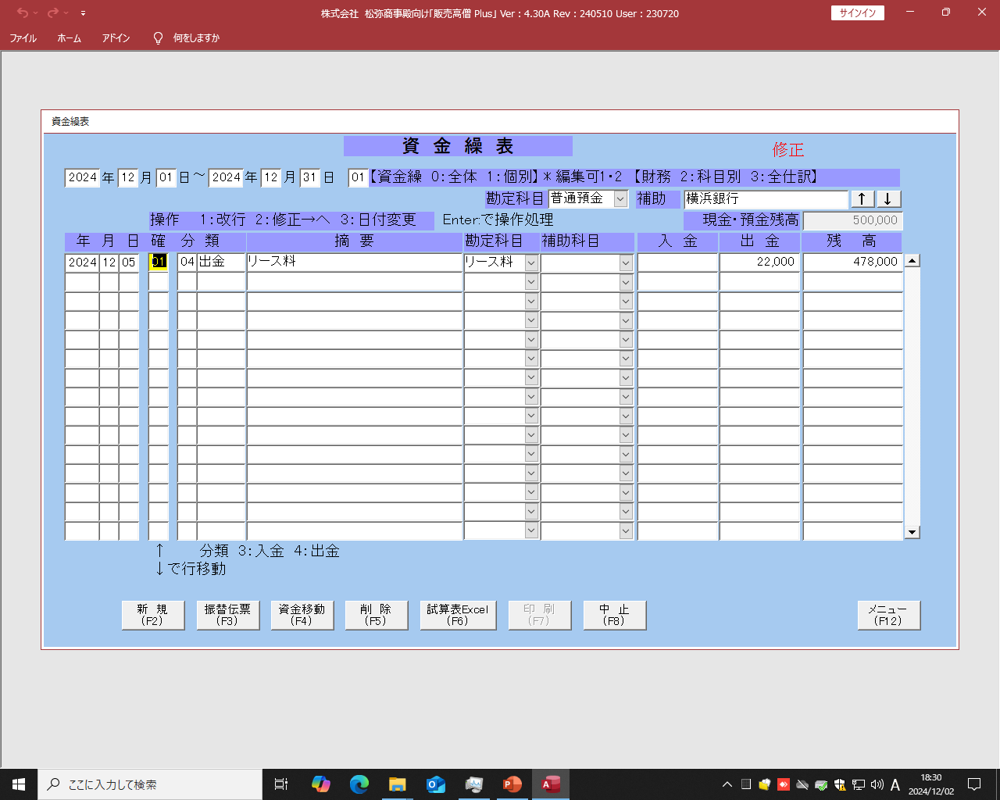 株式会社　松弥商事殿向け「販売高僧 Plus」 Ver : 4.30A Rev : 240510 User : 230720
サインイン
ファイル ホーム アドイン 何をしますか
資金繰表
資 金 繰 表
修正
2024 年 12 月 01 日 ～ 2024 年 12 月 31 日 01 【資金繰 0:全体 1:個別】＊編集可1・2 【財務 2:科目別 3:全仕訳】
勘定科目 普通預金 補助 横浜銀行 ↑ ↓
操作 1:改行 2:修正→へ 3:日付変更 Enter:で操作処理 現金・預金残高 500,000
年 月 日 確 分 類 摘 要 勘定科目 補助科目 入 金 出 金 残 高
2024 12 05 01 04 出金 リース料 リース料 22,000 478,000
↑ 分類 3:入金 4:出金
↓で行移動
新 規 (F2)
振替伝票 (F3)
資金移動 (F4)
削 除 (F5)
試算表Excel (F6)
印 刷 (F7)
中 止 (F8)
メニュー (F12)
ここに入力して検索
A
18:30
2024/12/02